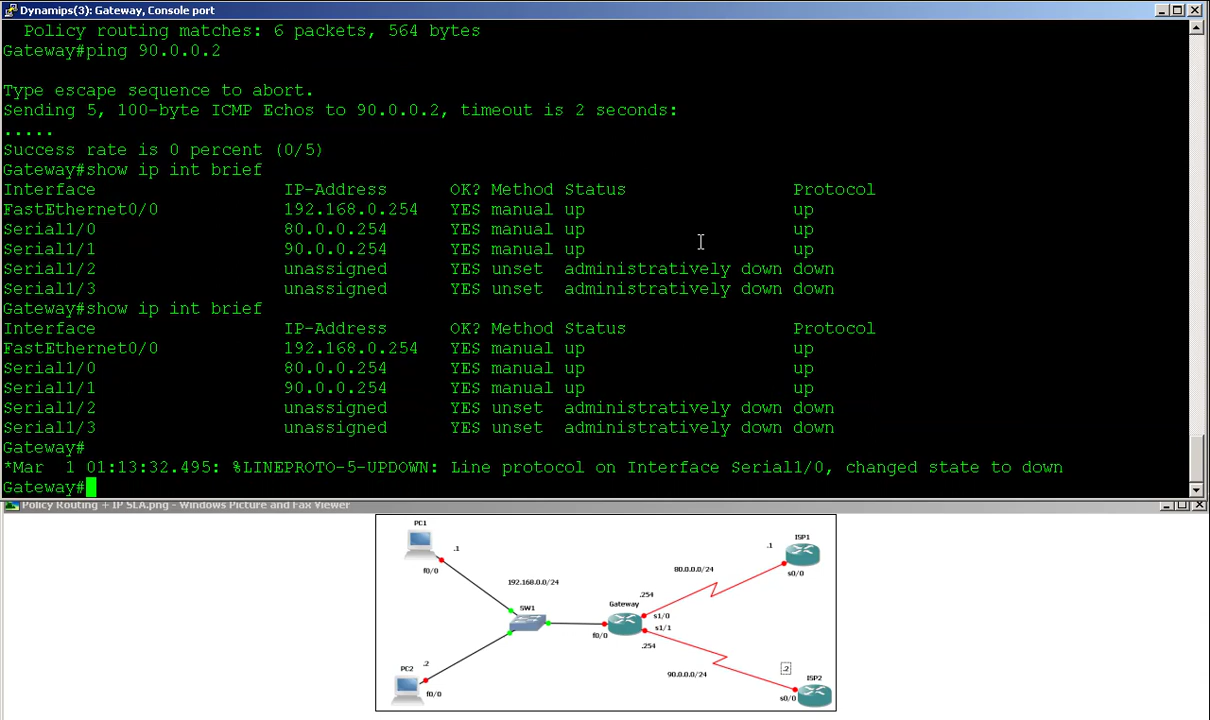 Dynamips(3): Gateway, Console port
Policy routing matches: 6 packets, 564 bytes
Gateway#ping 90.0.0.2
Type escape sequence to abort.
Sending 5, 100-byte ICMP Echos to 90.0.0.2, timeout is 2 seconds:
.....
Success rate is 0 percent (0/5)
Gateway#show ip int brief
Interface IP-Address OK? Method Status Protocol
FastEthernet0/0 192.168.0.254 YES manual up up
Serial1/0 80.0.0.254 YES manual up up
Serial1/1 90.0.0.254 YES manual up up
Serial1/2 unassigned YES unset administratively down down
Serial1/3 unassigned YES unset administratively down down
Gateway#show ip int brief
Interface IP-Address OK? Method Status Protocol
FastEthernet0/0 192.168.0.254 YES manual up up
Serial1/0 80.0.0.254 YES manual up up
Serial1/1 90.0.0.254 YES manual up up
Serial1/2 unassigned YES unset administratively down down
Serial1/3 unassigned YES unset administratively down down
Gateway#
*Mar 1 01:13:32.495: %LINEPROTO-5-UPDOWN: Line protocol on Interface Serial1/0, changed state to down
Gateway#
Policy Routing + IP SLA.png - Windows Picture and Fax Viewer
PC1
.1
f0/0
192.168.0.0/24
SW1
PC2
.2
f0/0
Gateway
f0/0
.254
s1/0
s1/1
.254
80.0.0.0/24
.1
ISP1
s0/0
90.0.0.0/24
.2
ISP2
s0/0